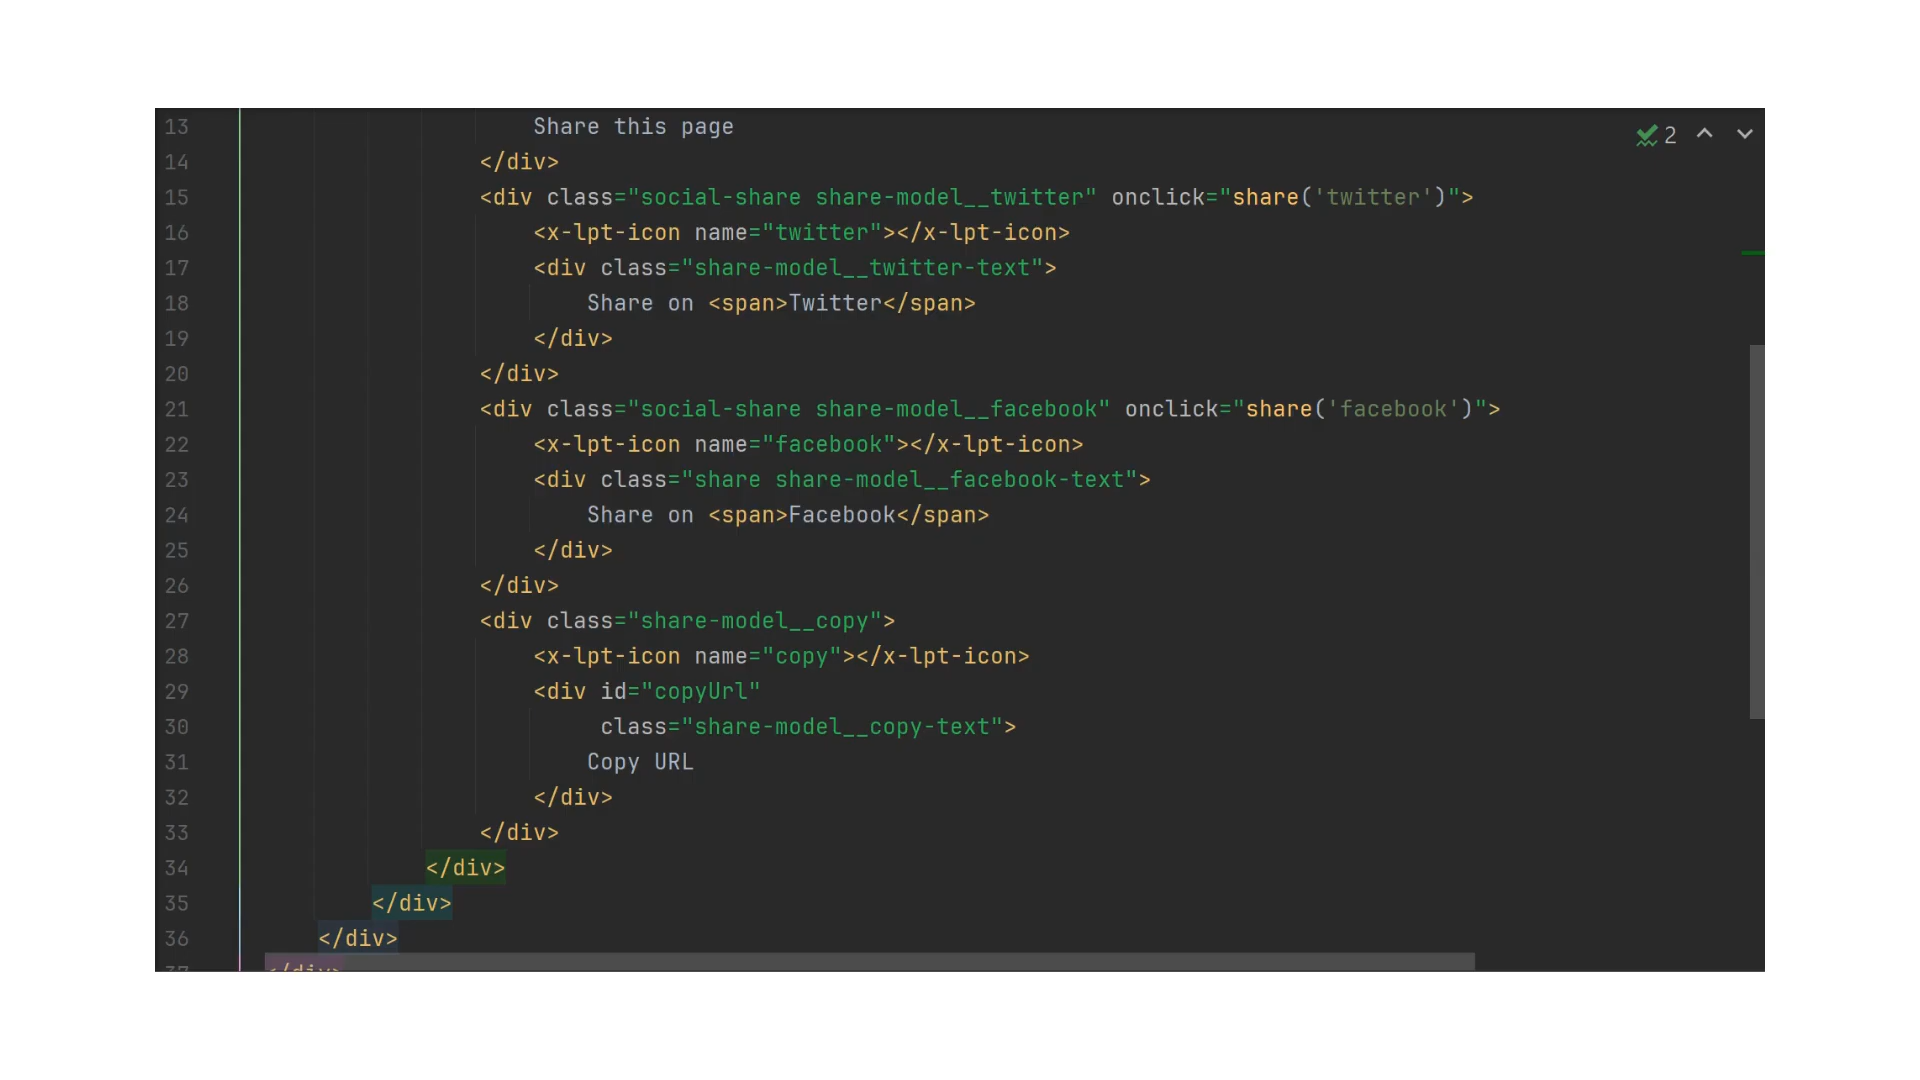 13 Share this page
2
14 </div>
15 <div class="social-share share-model__twitter" onclick="share('twitter')">
16 <x-lpt-icon name="twitter"></x-lpt-icon>
17 <div class="share-model__twitter-text">
18 Share on <span>Twitter</span>
19 </div>
20 </div>
21 <div class="social-share share-model__facebook" onclick="share('facebook')">
22 <x-lpt-icon name="facebook"></x-lpt-icon>
23 <div class="share share-model__facebook-text">
24 Share on <span>Facebook</span>
25 </div>
26 </div>
27 <div class="share-model__copy">
28 <x-lpt-icon name="copy"></x-lpt-icon>
29 <div id="copyUrl"
30 class="share-model__copy-text">
31 Copy URL
32 </div>
33 </div>
34 </div>
35 </div>
36 </div>
37 </div>